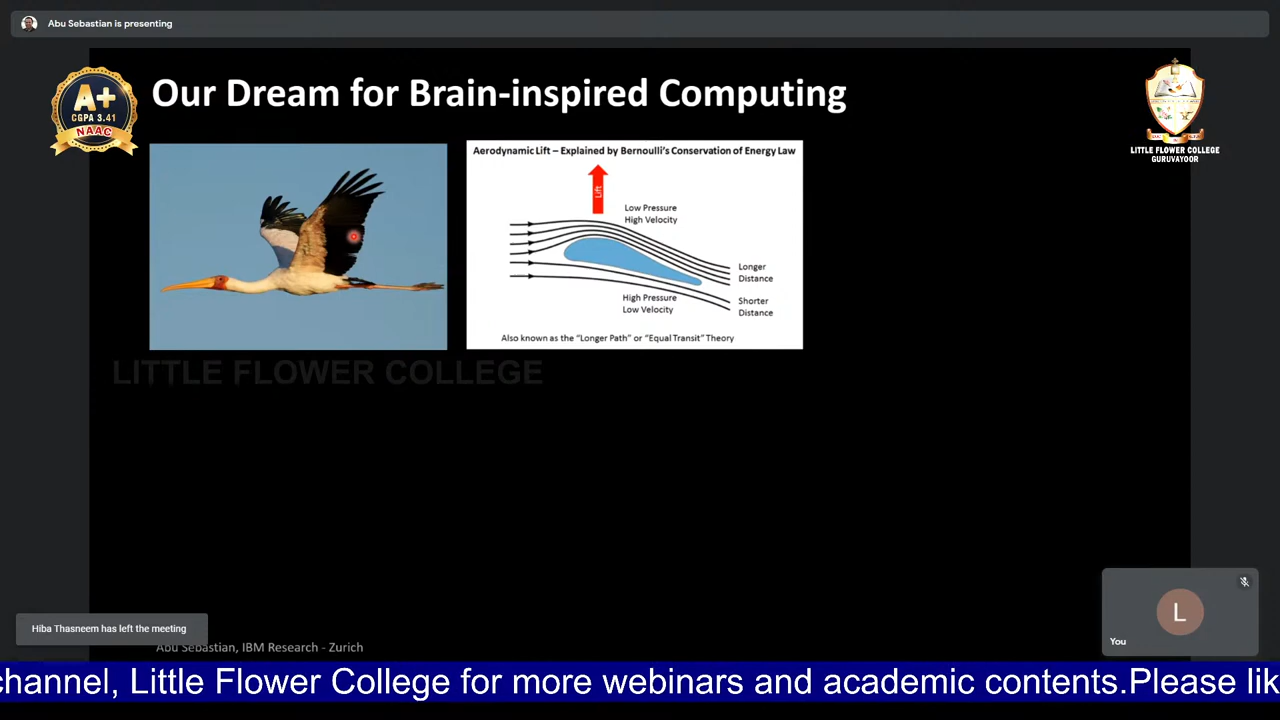 Abu Sebastian is presenting
A+
CGPA 3.41
NAAC
Our Dream for Brain-inspired Computing
LITTLE FLOWER COLLEGE
GURUVAYOOR
Aerodynamic Lift – Explained by Bernoulli's Conservation of Energy Law
Lift
Low Pressure
High Velocity
Longer
Distance
High Pressure
Low Velocity
Shorter
Distance
Also known as the "Longer Path" or "Equal Transit" Theory
LITTLE FLOWER COLLEGE
L
You
Hiba Thasneem has left the meeting
Abu Sebastian, IBM Research - Zurich
channel, Little Flower College for more webinars and academic contents.Please lik